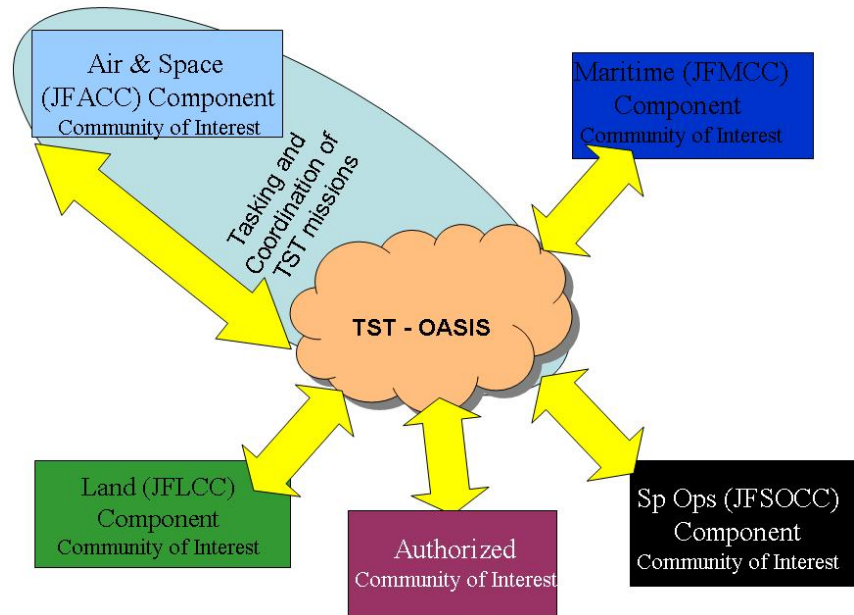 Air & Space
(JFACC) Component
Community of Interest
Maritime (JFMCC)
Component
Community of Interest
Tasking and
Coordination of
TST missions
TST - OASIS
Land (JFLCC)
Component
Community of Interest
Authorized
Community of Interest
Sp Ops (JFSOCC)
Component
Community of Interest